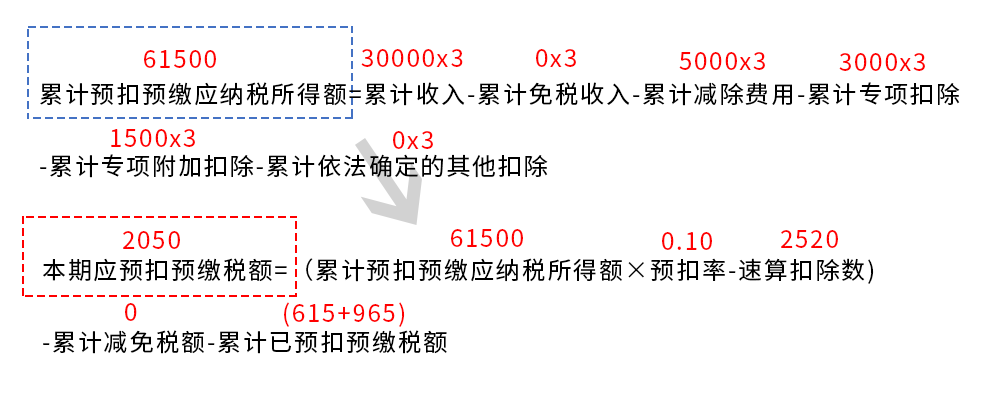 61500 30000x3 0x3 5000x3 3000x3
累计预扣预缴应纳税所得额=累计收入-累计免税收入-累计减除费用-累计专项扣除
1500x3 0x3
-累计专项附加扣除-累计依法确定的其他扣除
2050 61500 0.10 2520
本期应预扣预缴税额=（累计预扣预缴应纳税所得额×预扣率-速算扣除数)
0 (615+965)
-累计减免税额-累计已预扣预缴税额